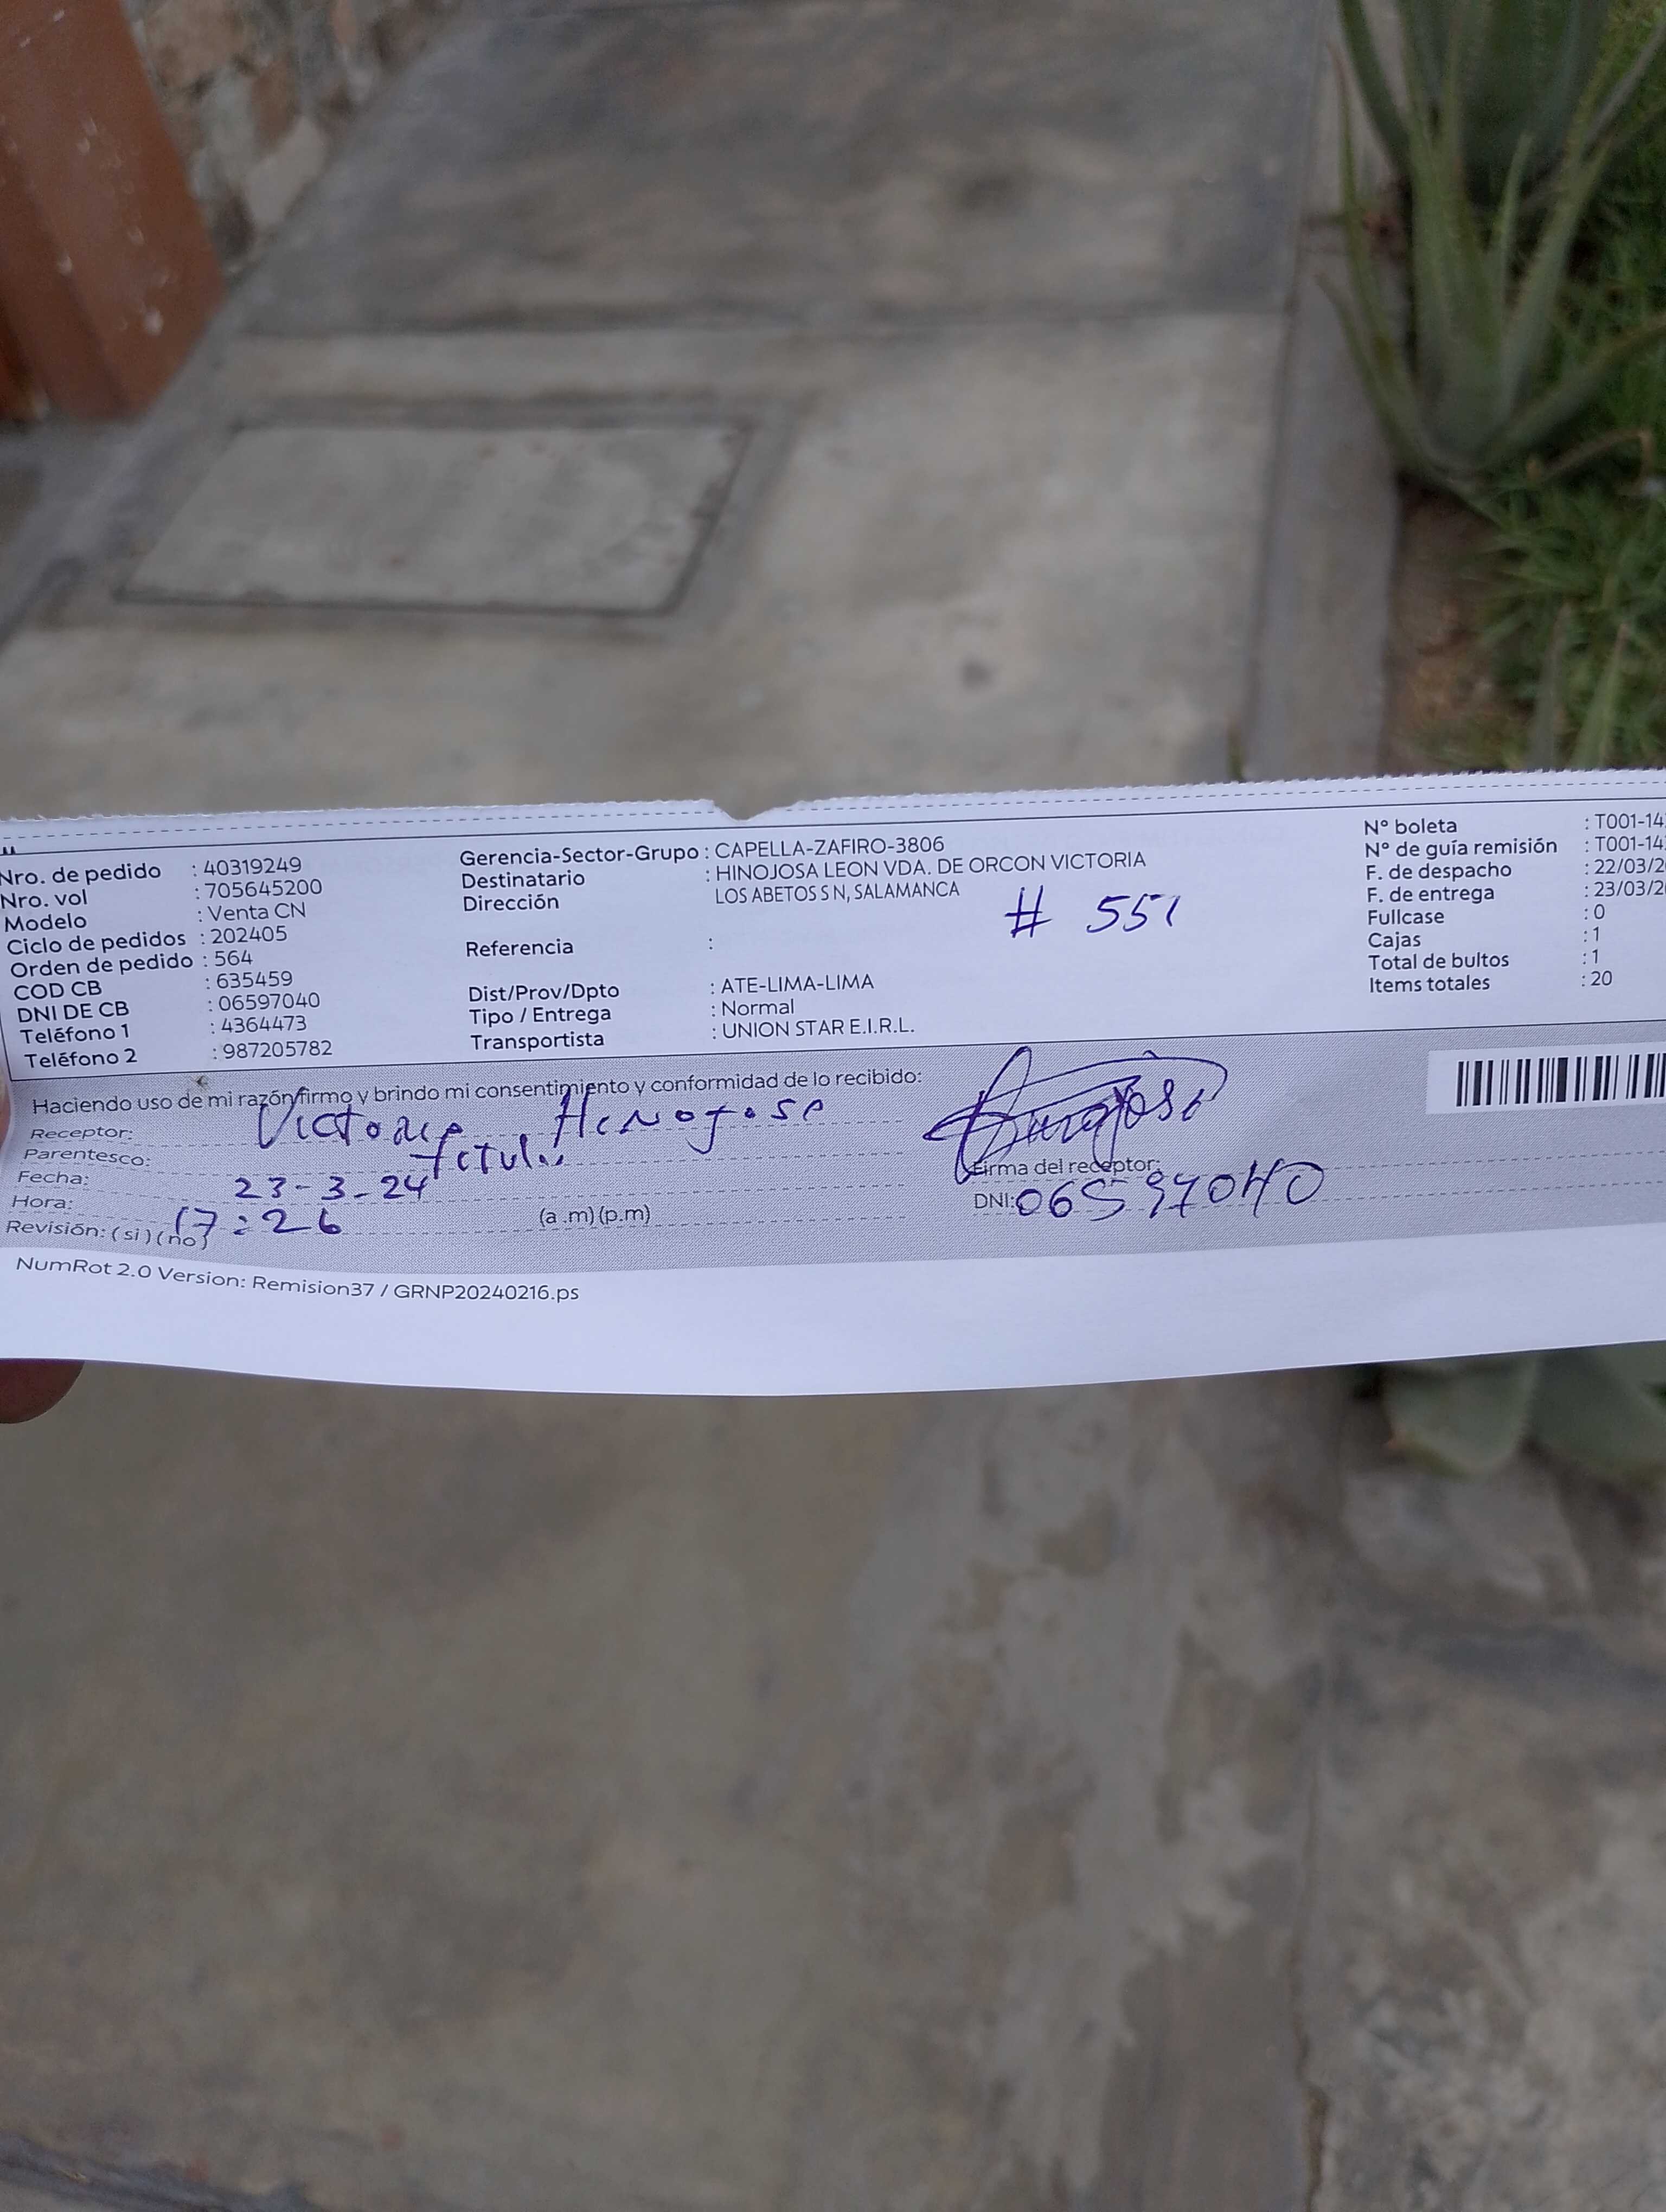 Nro. de pedido : 40319249
Nro. vol : 705645200
Modelo : Venta CN
Ciclo de pedidos : 202405
Orden de pedido : 564
COD CB : 635459
DNI DE CB : 06597040
Teléfono 1 : 4364473
Teléfono 2 : 987205782
Gerencia-Sector-Grupo : CAPELLA-ZAFIRO-3806
Destinatario : HINOJOSA LEON VDA. DE ORCON VICTORIA
Dirección LOS ABETOS S N, SALAMANCA
# 551
Referencia :
Dist/Prov/Dpto : ATE-LIMA-LIMA
Tipo / Entrega : Normal
Transportista : UNION STAR E.I.R.L.
N° boleta : T001-14
N° de guía remisión : T001-14
F. de despacho : 22/03/2
F. de entrega : 23/03/2
Fullcase : 0
Cajas : 1
Total de bultos : 1
Items totales : 20
Haciendo uso de mi razón firmo y brindo mi consentimiento y conformidad de lo recibido:
Receptor: Victoria Hinojosa
Parentesco:
Fecha: 23-3-24
Hora: 17:26 (a.m) (p.m)
Revisión: (si) (no)
Firma del receptor:
DNI: 06597040
NumRot 2.0 Version: Remision37 / GRNP20240216.ps